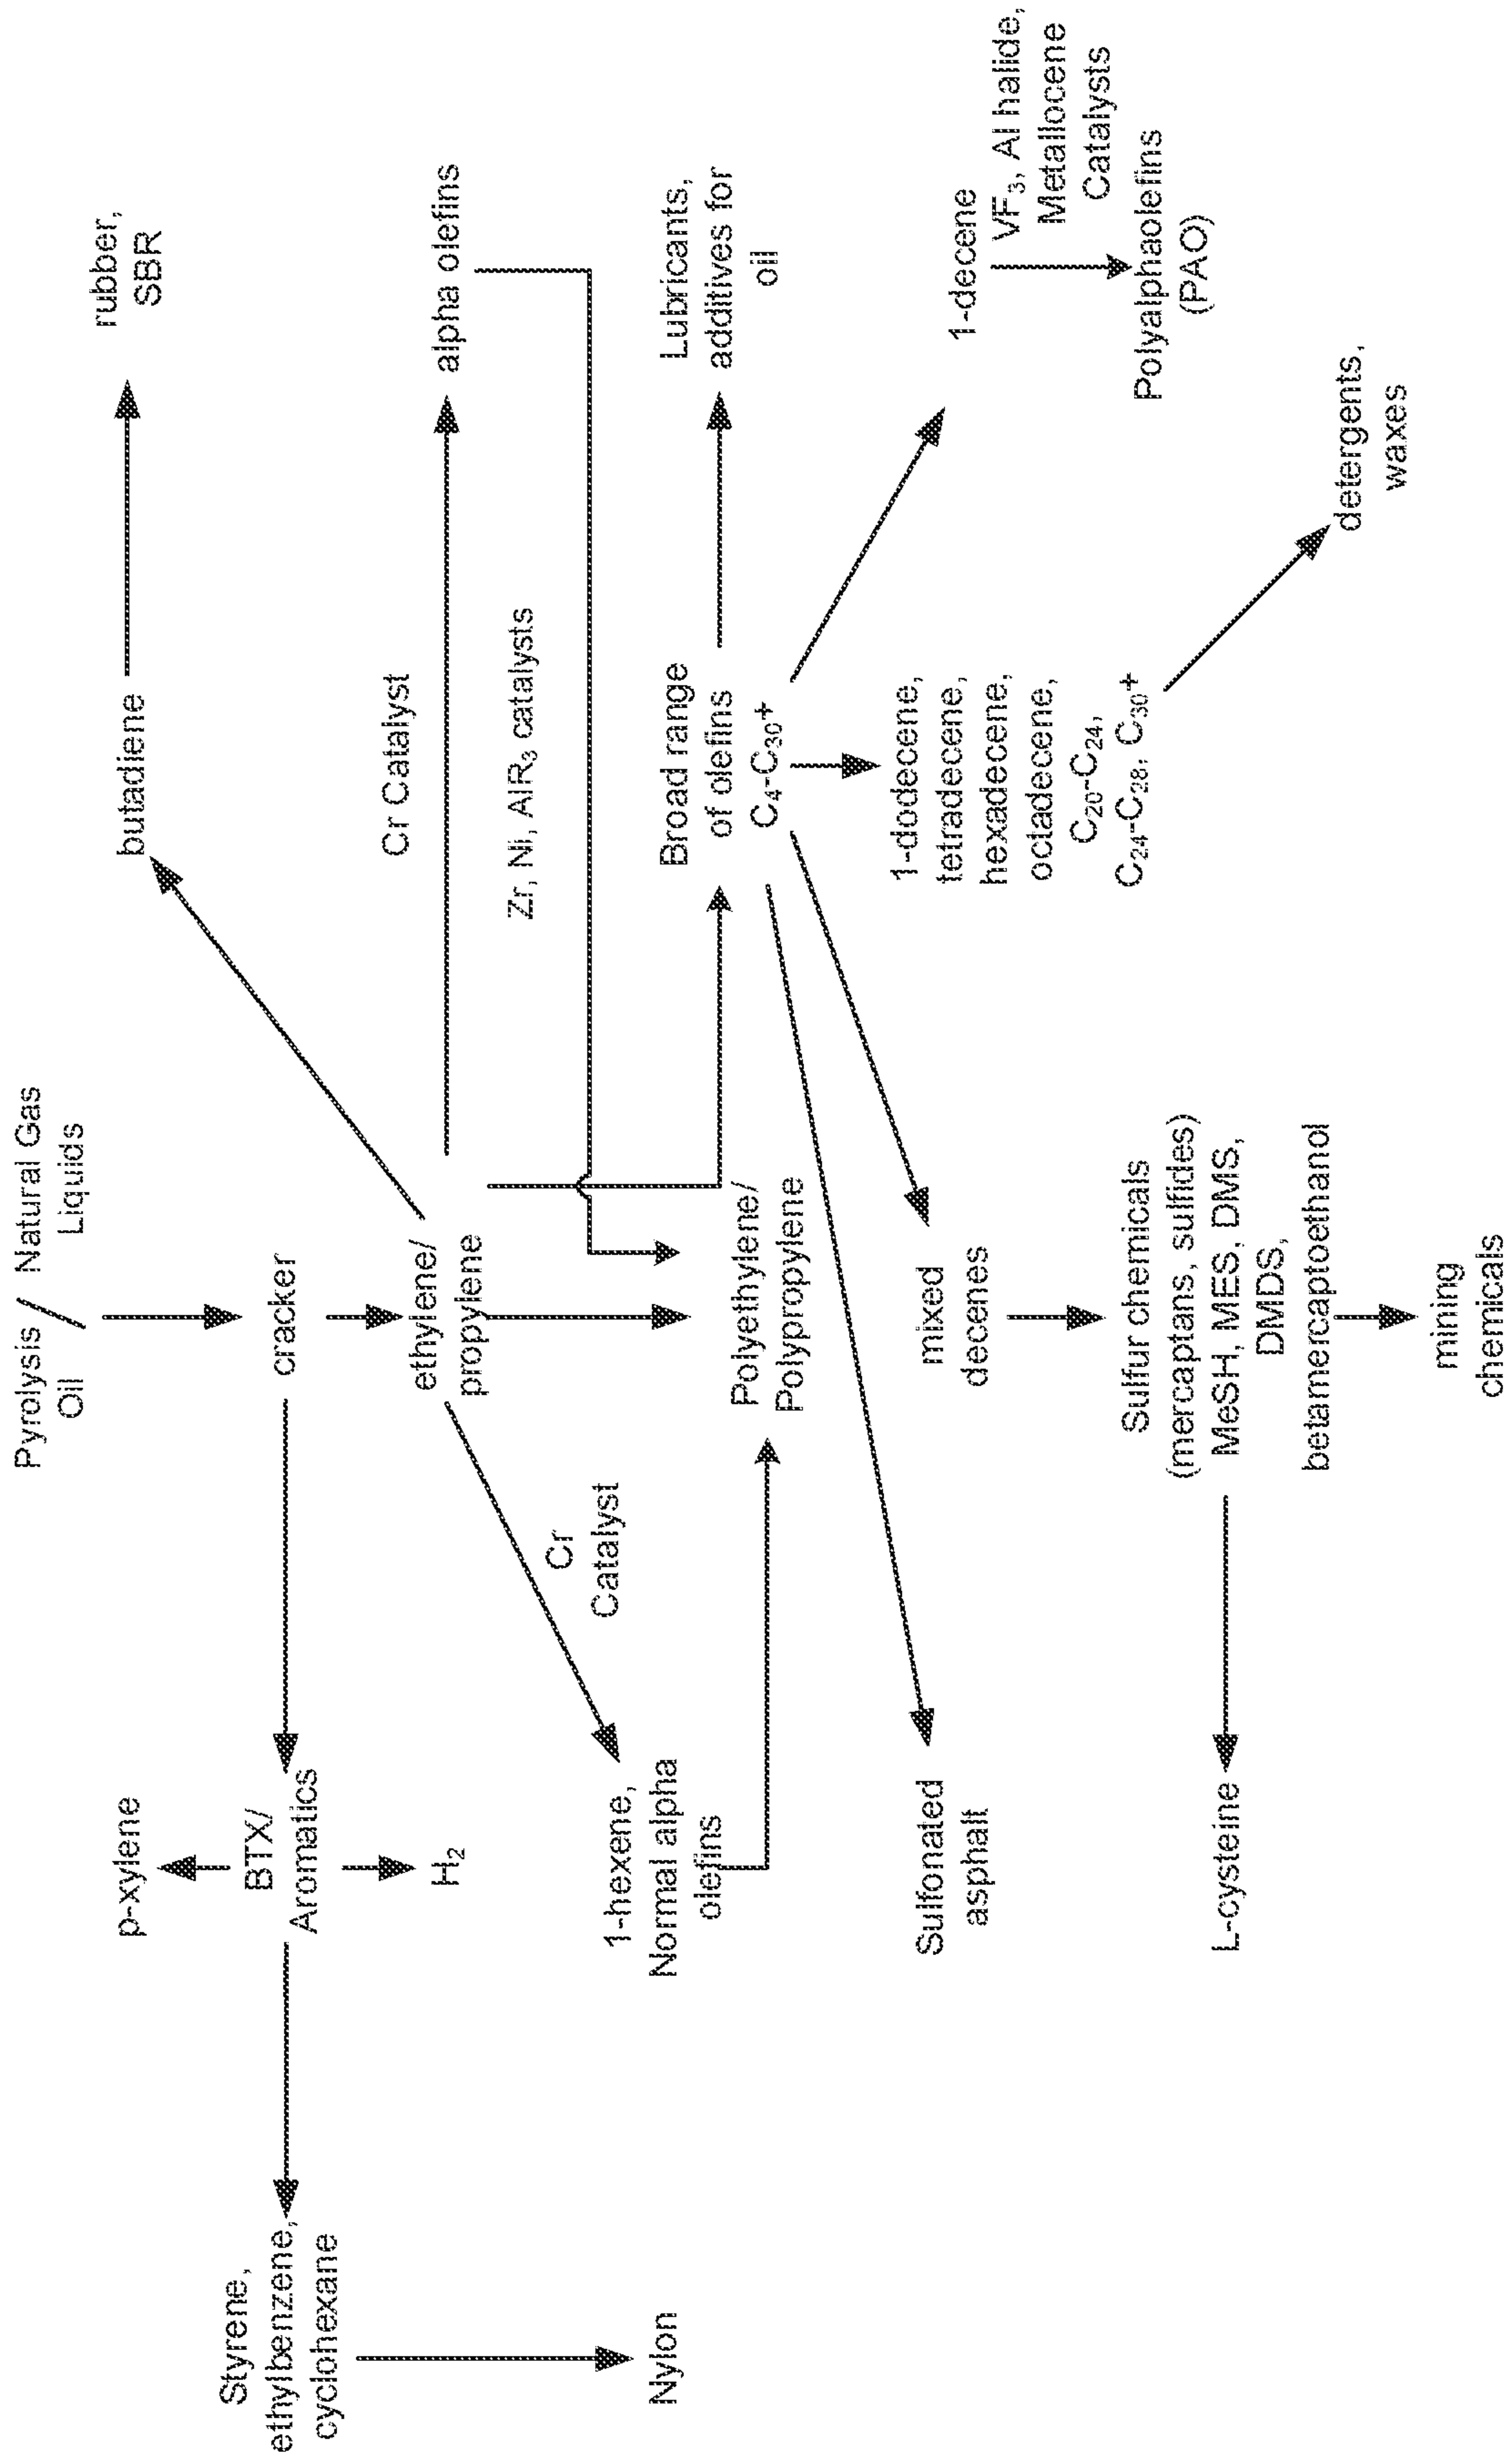 Pyrolysis / Natural Gas
Oil Liquids
cracker
butadiene
rubber,
SBR
p-xylene
BTX/
Aromatics
H₂
Styrene,
ethylbenzene,
cyclohexane
Nylon
ethylene/
propylene
Cr Catalyst
alpha olefins
Zr, Ni, AlR₃ catalysts
Cr
Catalyst
1-hexene,
Normal alpha
olefins
Polyethylene/
Polypropylene
Broad range
of olefins
C₄-C₃₀+
Lubricants,
additives for
oil
Sulfonated
asphalt
mixed
decenes
1-dodecene,
tetradecene,
hexadecene,
octadecene,
C₂₀-C₂₄,
C₂₄-C₂₈, C₃₀+
1-decene
VF₃, Al halide,
Metallocene
Catalysts
Polyalphaolefins
(PAO)
detergents,
waxes
Sulfur chemicals
(mercaptans, sulfides)
MeSH, MES, DMS,
DMDS,
betamercaptoethanol
L-cysteine
mining
chemicals